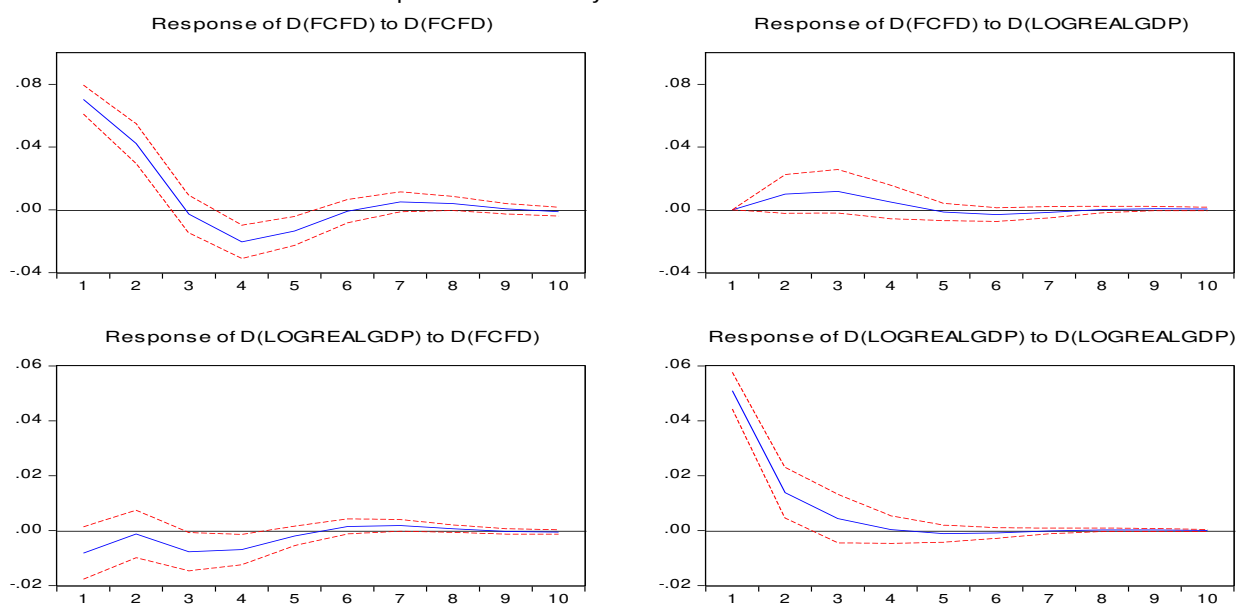 Response of D(FCFD) to D(FCFD)
Response of D(FCFD) to D(LOGREALGDP)
.08
.04
.00
-.04
1 2 3 4 5 6 7 8 9 10
.08
.04
.00
-.04
1 2 3 4 5 6 7 8 9 10
Response of D(LOGREALGDP) to D(FCFD)
Response of D(LOGREALGDP) to D(LOGREALGDP)
.06
.04
.02
.00
-.02
1 2 3 4 5 6 7 8 9 10
.06
.04
.02
.00
-.02
1 2 3 4 5 6 7 8 9 10